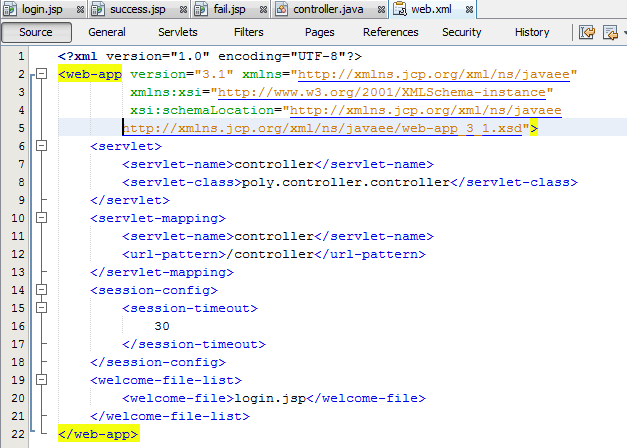 login.jsp success.jsp fail.jsp controller.java web.xml
Source General Servlets Filters Pages References Security History
1 <?xml version="1.0" encoding="UTF-8"?>
2 <web-app version="3.1" xmlns="http://xmlns.jcp.org/xml/ns/javaee"
3 xmlns:xsi="http://www.w3.org/2001/XMLSchema-instance"
4 xsi:schemaLocation="http://xmlns.jcp.org/xml/ns/javaee
5 http://xmlns.jcp.org/xml/ns/javaee/web-app_3_1.xsd">
6 <servlet>
7 <servlet-name>controller</servlet-name>
8 <servlet-class>poly.controller.controller</servlet-class>
9 </servlet>
10 <servlet-mapping>
11 <servlet-name>controller</servlet-name>
12 <url-pattern>/controller</url-pattern>
13 </servlet-mapping>
14 <session-config>
15 <session-timeout>
16 30
17 </session-timeout>
18 </session-config>
19 <welcome-file-list>
20 <welcome-file>login.jsp</welcome-file>
21 </welcome-file-list>
22 </web-app>